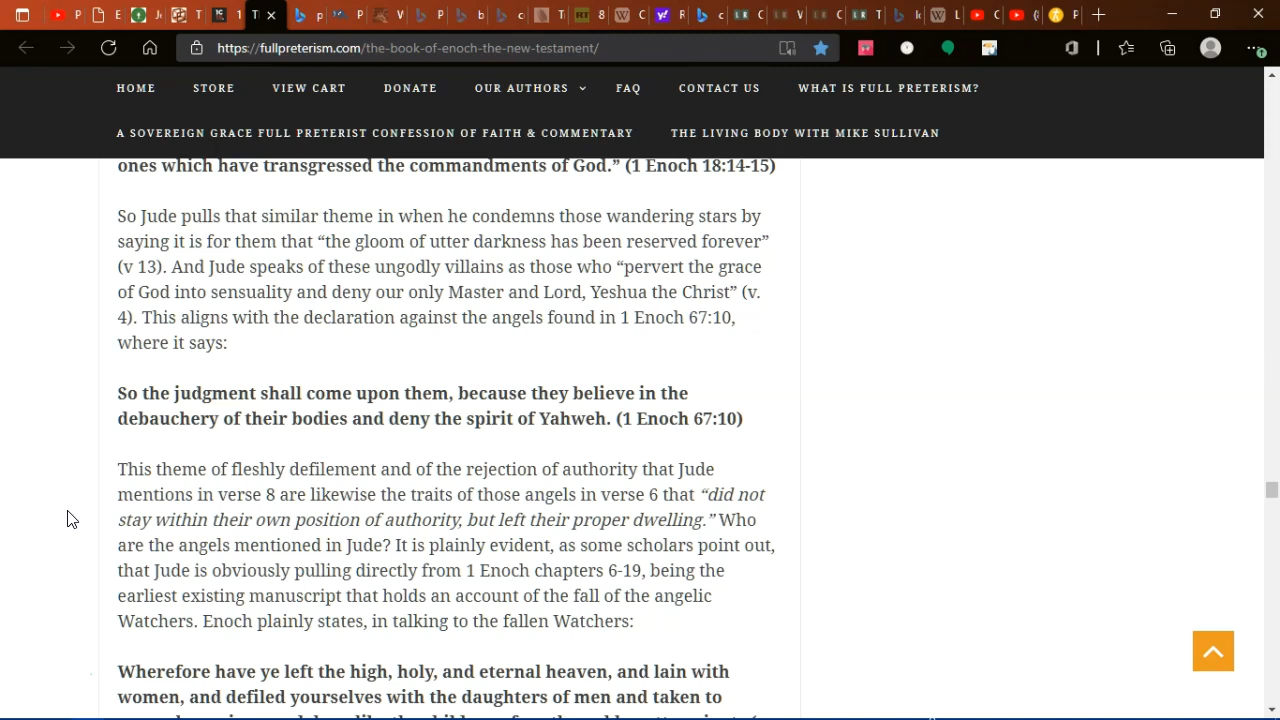 https://fullpreterism.com/the-book-of-enoch-the-new-testament/
HOME STORE VIEW CART DONATE OUR AUTHORS FAQ CONTACT US WHAT IS FULL PRETERISM?
A SOVEREIGN GRACE FULL PRETERIST CONFESSION OF FAITH & COMMENTARY THE LIVING BODY WITH MIKE SULLIVAN
ones which have transgressed the commandments of God.” (1 Enoch 18:14-15)
So Jude pulls that similar theme in when he condemns those wandering stars by
saying it is for them that “the gloom of utter darkness has been reserved forever”
(v 13). And Jude speaks of these ungodly villains as those who “pervert the grace
of God into sensuality and deny our only Master and Lord, Yeshua the Christ” (v.
4). This aligns with the declaration against the angels found in 1 Enoch 67:10,
where it says:
So the judgment shall come upon them, because they believe in the
debauchery of their bodies and deny the spirit of Yahweh. (1 Enoch 67:10)
This theme of fleshly defilement and of the rejection of authority that Jude
mentions in verse 8 are likewise the traits of those angels in verse 6 that “did not
stay within their own position of authority, but left their proper dwelling.” Who
are the angels mentioned in Jude? It is plainly evident, as some scholars point out,
that Jude is obviously pulling directly from 1 Enoch chapters 6-19, being the
earliest existing manuscript that holds an account of the fall of the angelic
Watchers. Enoch plainly states, in talking to the fallen Watchers:
Wherefore have ye left the high, holy, and eternal heaven, and lain with
women, and defiled yourselves with the daughters of men and taken to